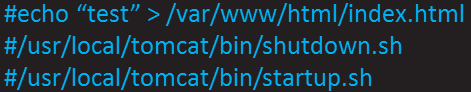 #echo “test” > /var/www/html/index.html
#/usr/local/tomcat/bin/shutdown.sh
#/usr/local/tomcat/bin/startup.sh